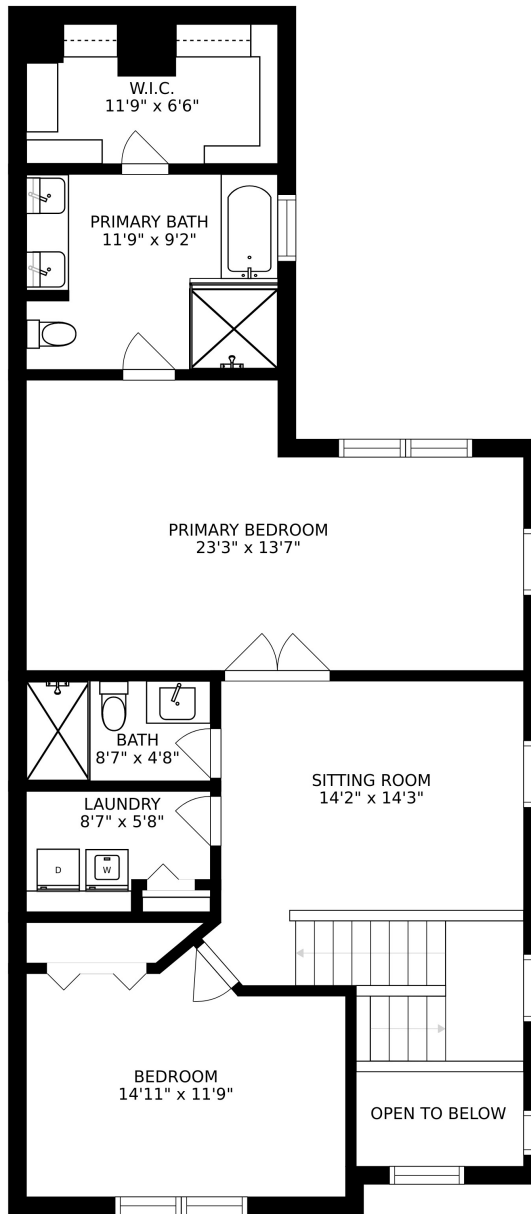 W.I.C.
11'9" x 6'6"
PRIMARY BATH
11'9" x 9'2"
PRIMARY BEDROOM
23'3" x 13'7"
BATH
8'7" x 4'8"
SITTING ROOM
14'2" x 14'3"
LAUNDRY
8'7" x 5'8"
D
W
BEDROOM
14'11" x 11'9"
OPEN TO BELOW